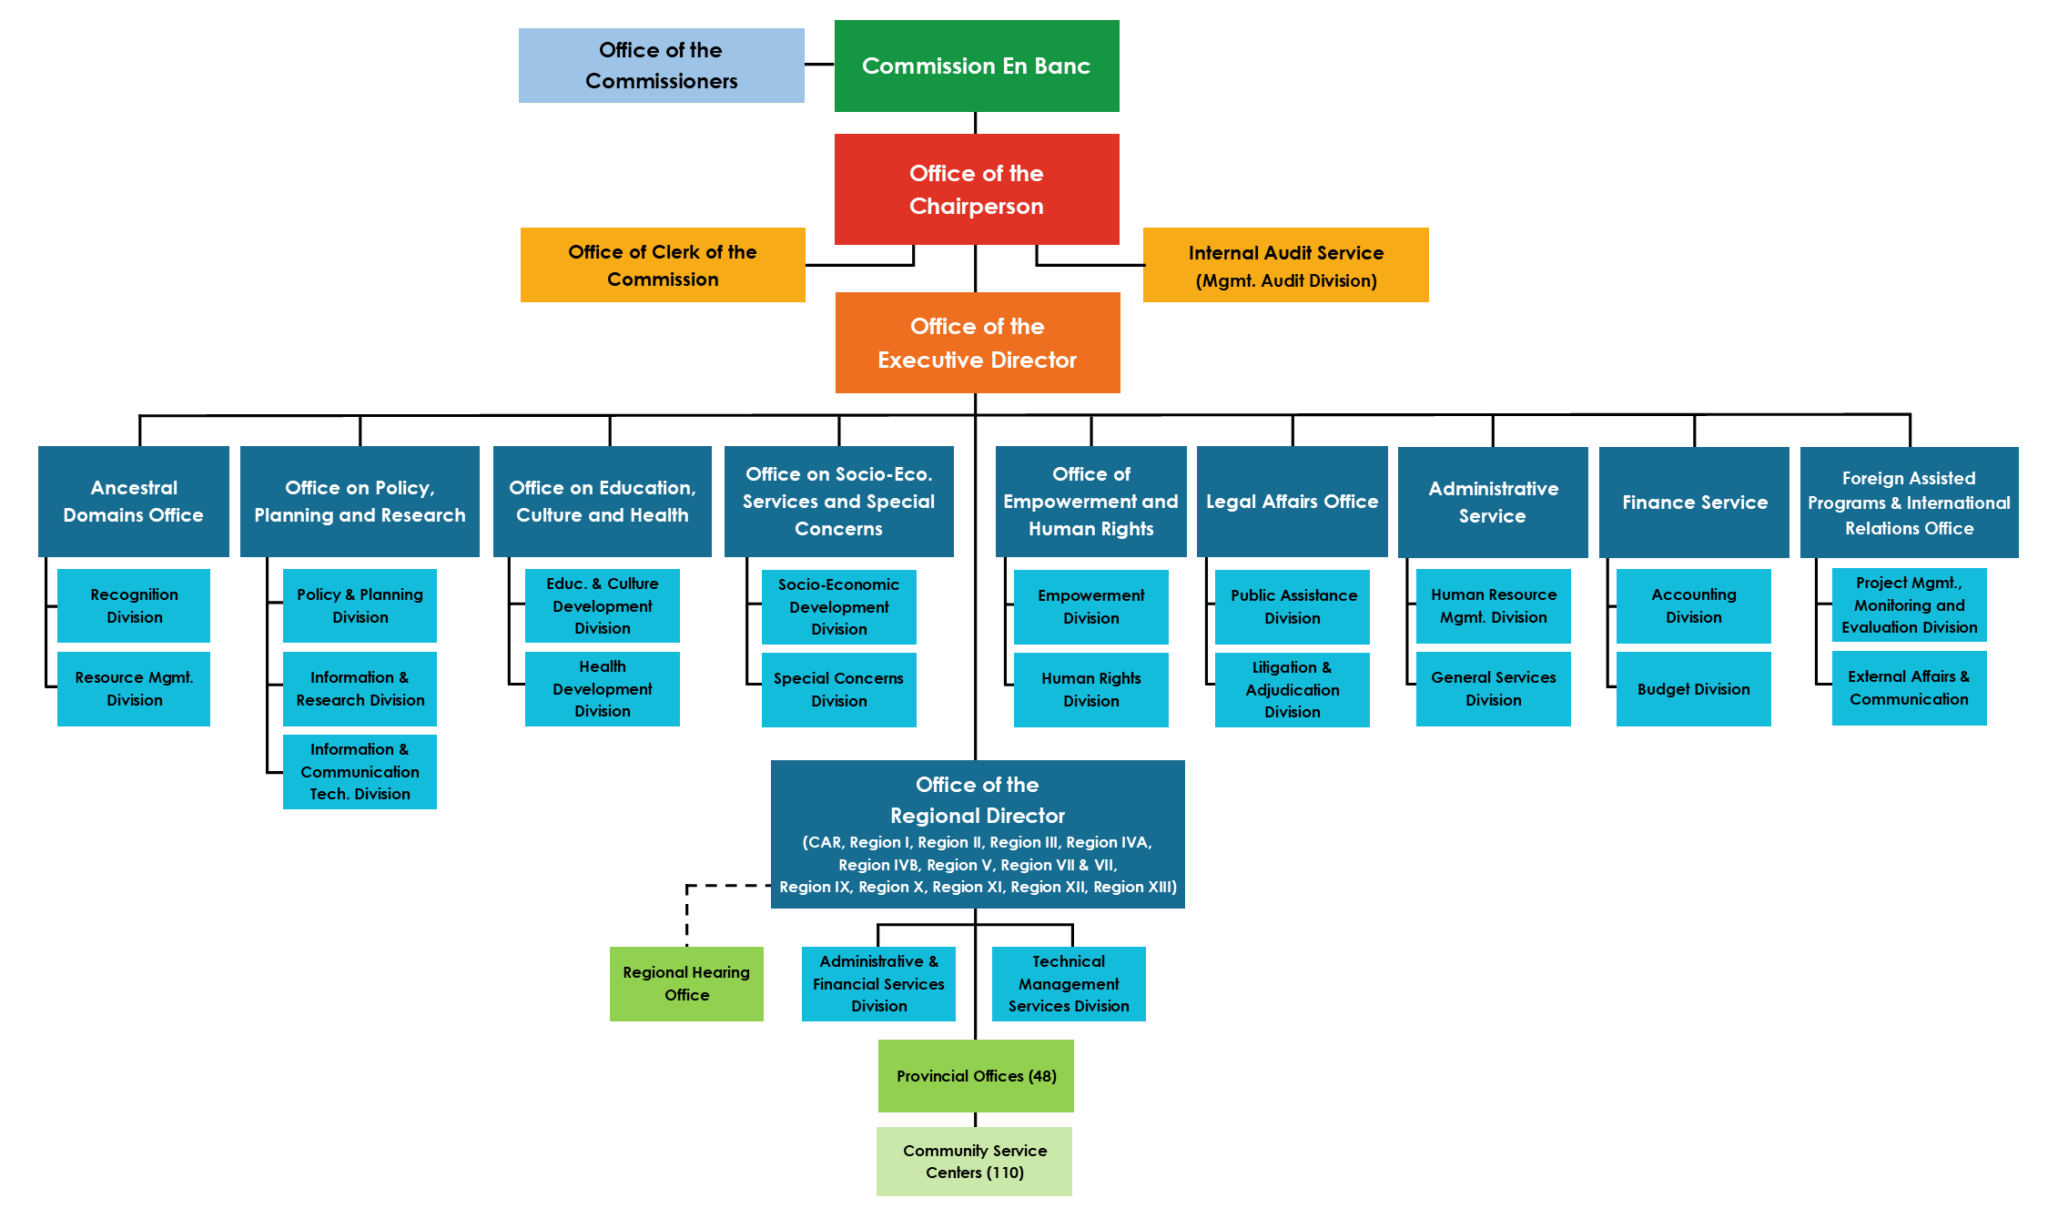 Office of the
Commissioners
Commission En Banc
Office of the
Chairperson
Office of Clerk of the
Commission
Internal Audit Service
(Mgmt. Audit Division)
Office of the
Executive Director
Ancestral
Domains Office
Office on Policy,
Planning and Research
Office on Education,
Culture and Health
Office on Socio-Eco.
Services and Special
Concerns
Office of
Empowerment and
Human Rights
Legal Affairs Office
Administrative
Service
Finance Service
Foreign Assisted
Programs & International
Relations Office
Recognition
Division
Resource Mgmt.
Division
Policy & Planning
Division
Information &
Research Division
Information &
Communication
Tech. Division
Educ. & Culture
Development
Division
Health
Development
Division
Socio-Economic
Development
Division
Special Concerns
Division
Empowerment
Division
Human Rights
Division
Public Assistance
Division
Litigation &
Adjudication
Division
Human Resource
Mgmt. Division
General Services
Division
Accounting
Division
Budget Division
Project Mgmt.,
Monitoring and
Evaluation Division
External Affairs &
Communication
Office of the
Regional Director
(CAR, Region I, Region II, Region III, Region IVA,
Region IVB, Region V, Region VII & VII,
Region IX, Region X, Region XI, Region XII, Region XIII)
Regional Hearing
Office
Administrative &
Financial Services
Division
Technical
Management
Services Division
Provincial Offices (48)
Community Service
Centers (110)